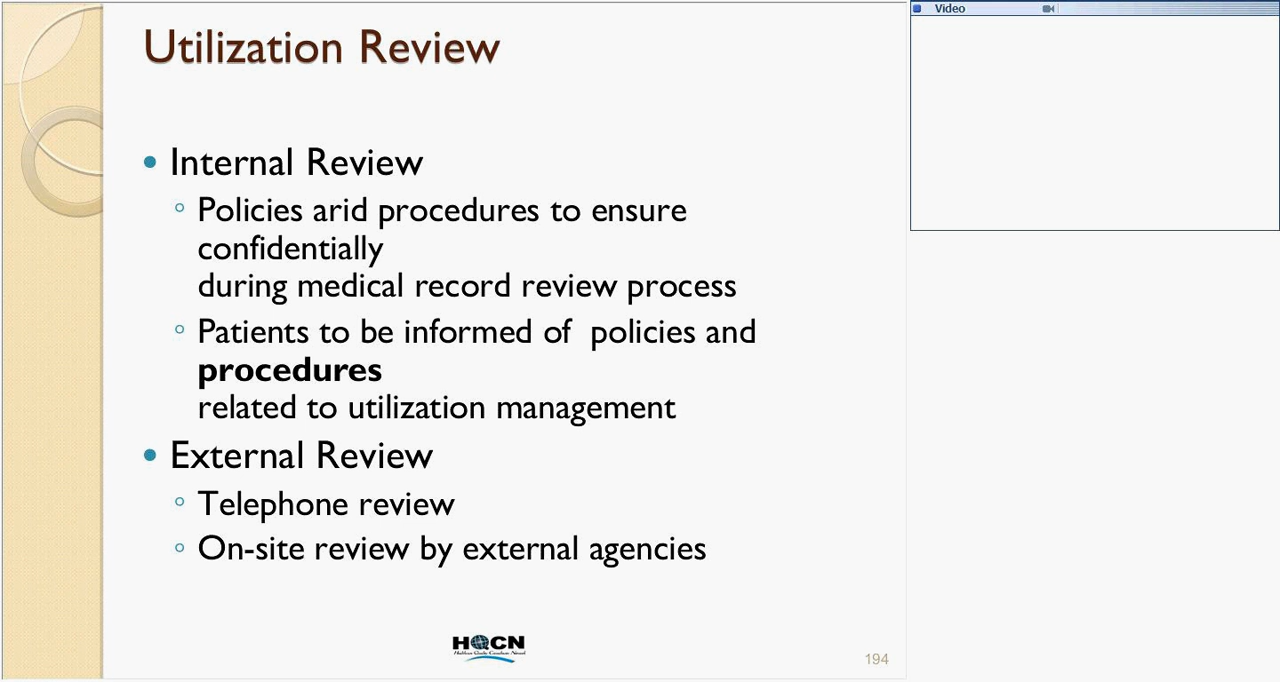 Utilization Review
Internal Review
Policies arid procedures to ensure
confidentially
during medical record review process
Patients to be informed of policies and
procedures
related to utilization management
External Review
Telephone review
On-site review by external agencies
HQCN
194
Video